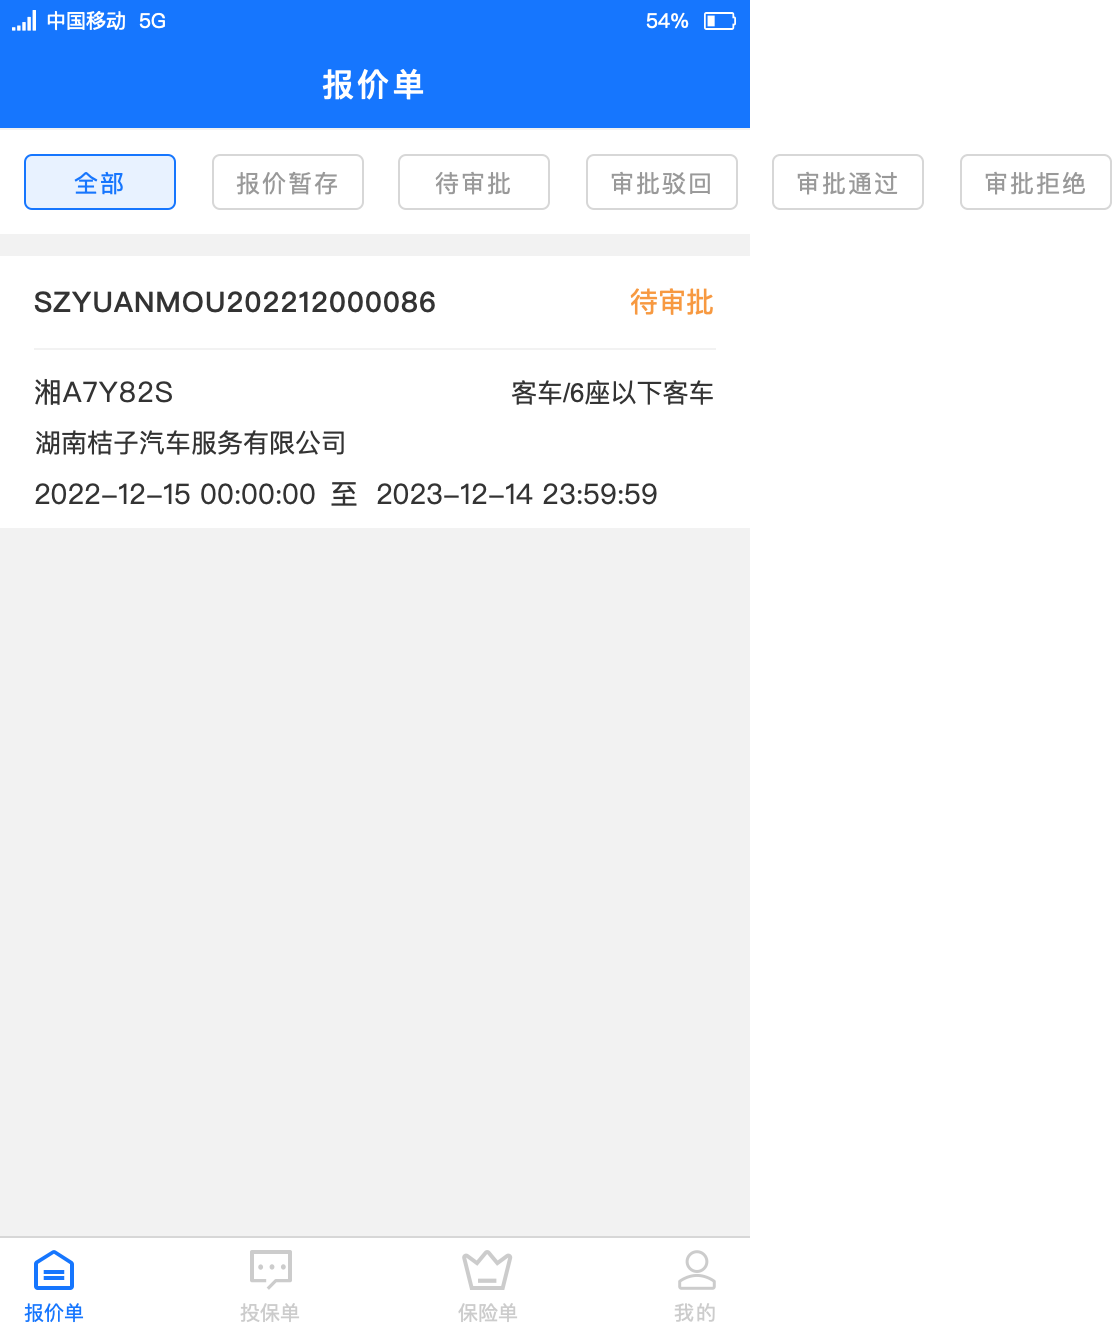 中国移动 5G 54%
报价单
全部 报价暂存 待审批 审批驳回 审批通过 审批拒绝
SZYUANMOU202212000086 待审批
湘A7Y82S 客车/6座以下客车
湖南桔子汽车服务有限公司
2022-12-15 00:00:00 至 2023-12-14 23:59:59
报价单 投保单 保险单 我的